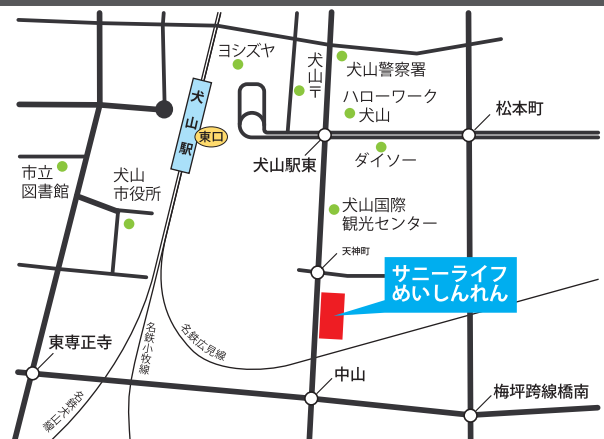 ヨシズヤ
犬山〒
犬山警察署
ハローワーク
犬山
松本町
犬山駅
東口
犬山駅東
ダイソー
市立
図書館
犬山
市役所
犬山国際
観光センター
天神町
サニーライフ
めいしんれん
東専正寺
名鉄小牧線
名鉄広見線
中山
名鉄犬山線
梅坪跨線橋南